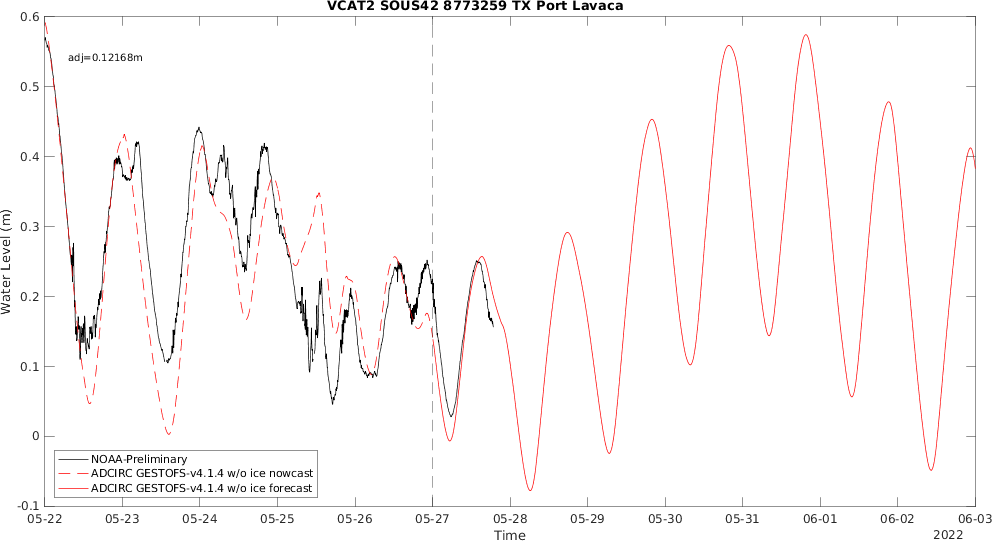 VCAT2 SOUS42 8773259 TX Port Lavaca
adj=0.12168m
Water Level (m)
0.6
0.5
0.4
0.3
0.2
0.1
0
-0.1
NOAA-Preliminary
ADCIRC GESTOFS-v4.1.4 w/o ice nowcast
ADCIRC GESTOFS-v4.1.4 w/o ice forecast
05-22 05-23 05-24 05-25 05-26 05-27 05-28 05-29 05-30 05-31 06-01 06-02 06-03
Time
2022